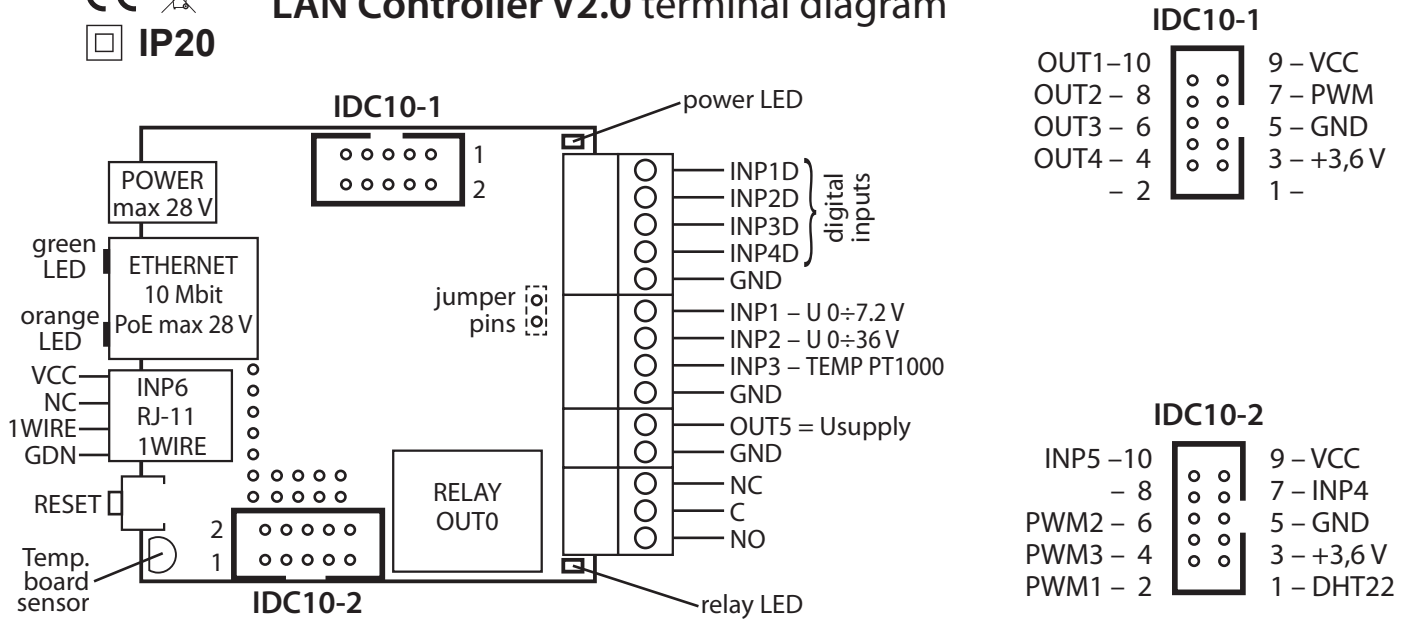 LAN Controller V2.0 terminal diagram
IP20
IDC10-1
1
2
power LED
POWER
max 28 V
green
LED
ETHERNET
10 Mbit
PoE max 28 V
orange
LED
VCC
NC
1WIRE
GDN
INP6
RJ-11
1WIRE
RESET
Temp.
board
sensor
2
1
IDC10-2
RELAY
OUT0
jumper
pins
INP1D
INP2D
INP3D
INP4D
digital
inputs
GND
INP1 – U 0÷7.2 V
INP2 – U 0÷36 V
INP3 – TEMP PT1000
GND
OUT5 = Usupply
GND
NC
C
NO
relay LED
IDC10-1
OUT1–10 9 – VCC
OUT2 – 8 7 – PWM
OUT3 – 6 5 – GND
OUT4 – 4 3 – +3,6 V
– 2 1 –
IDC10-2
INP5 –10 9 – VCC
– 8 7 – INP4
PWM2 – 6 5 – GND
PWM3 – 4 3 – +3,6 V
PWM1 – 2 1 – DHT22